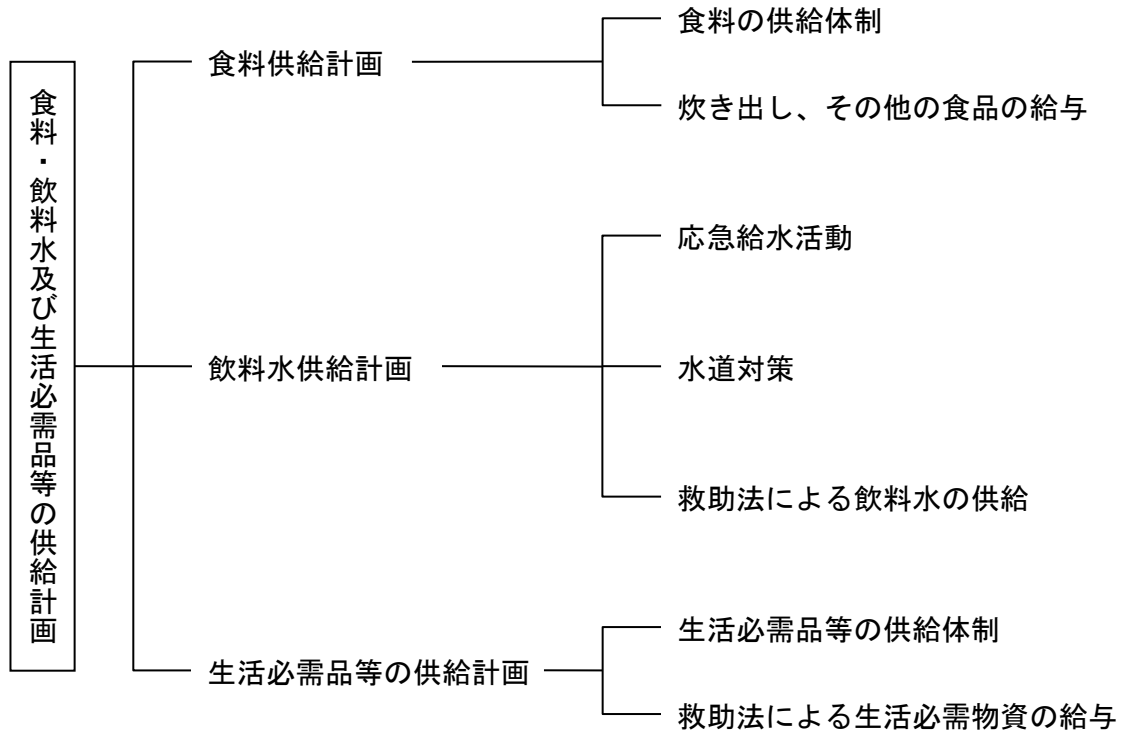 食料・飲料水及び生活必需品等の供給計画
食料供給計画
食料の供給体制
炊き出し、その他の食品の給与
飲料水供給計画
応急給水活動
水道対策
救助法による飲料水の供給
生活必需品等の供給計画
生活必需品等の供給体制
救助法による生活必需物資の給与